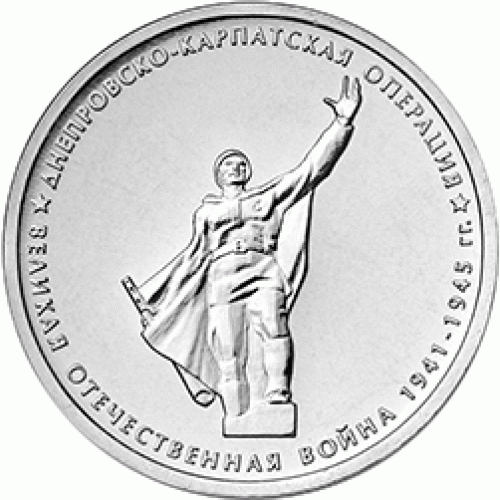 ДНЕПРОВСКО-КАРПАТСКАЯ ОПЕРАЦИЯ
★ ВЕЛИКАЯ ОТЕЧЕСТВЕННАЯ ВОЙНА 1941-1945 ГГ. ★